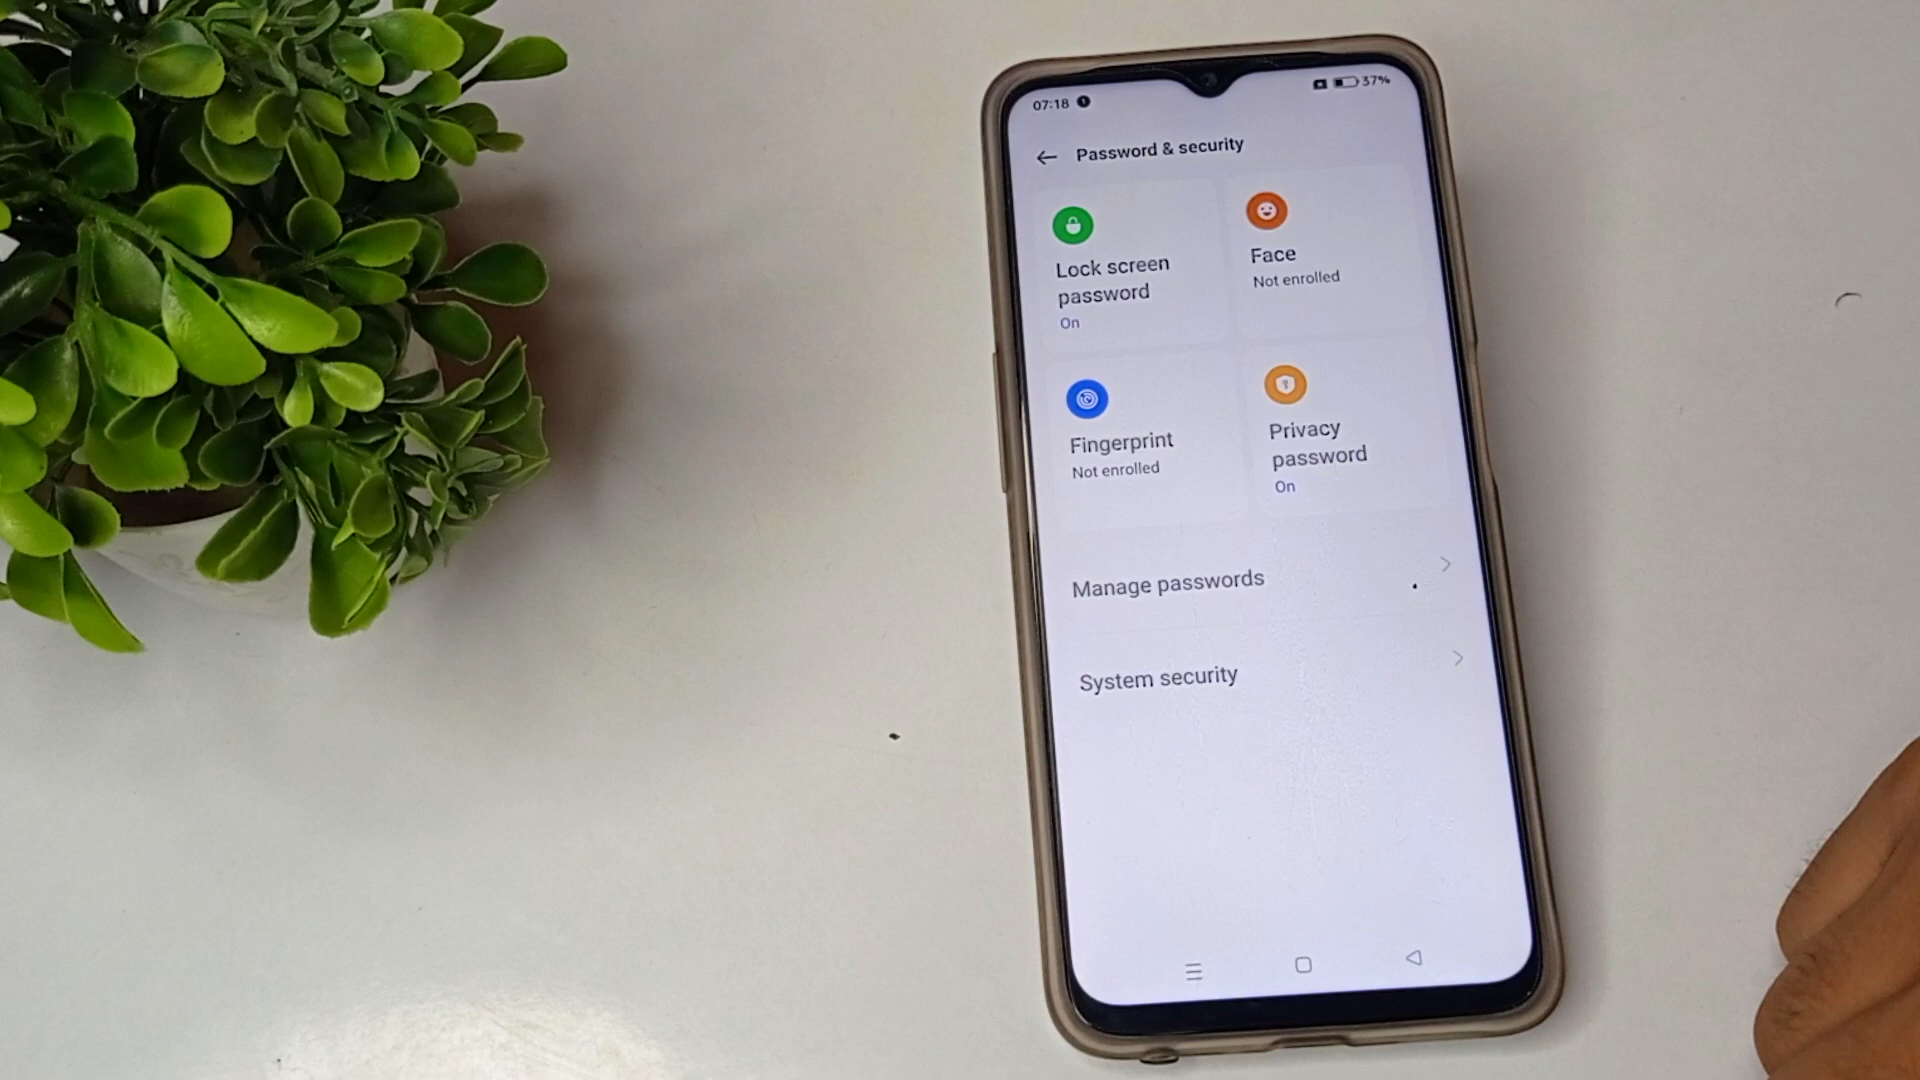 07:18
37%
Password & security
Lock screen
password
On
Face
Not enrolled
Fingerprint
Not enrolled
Privacy
password
On
Manage passwords
System security